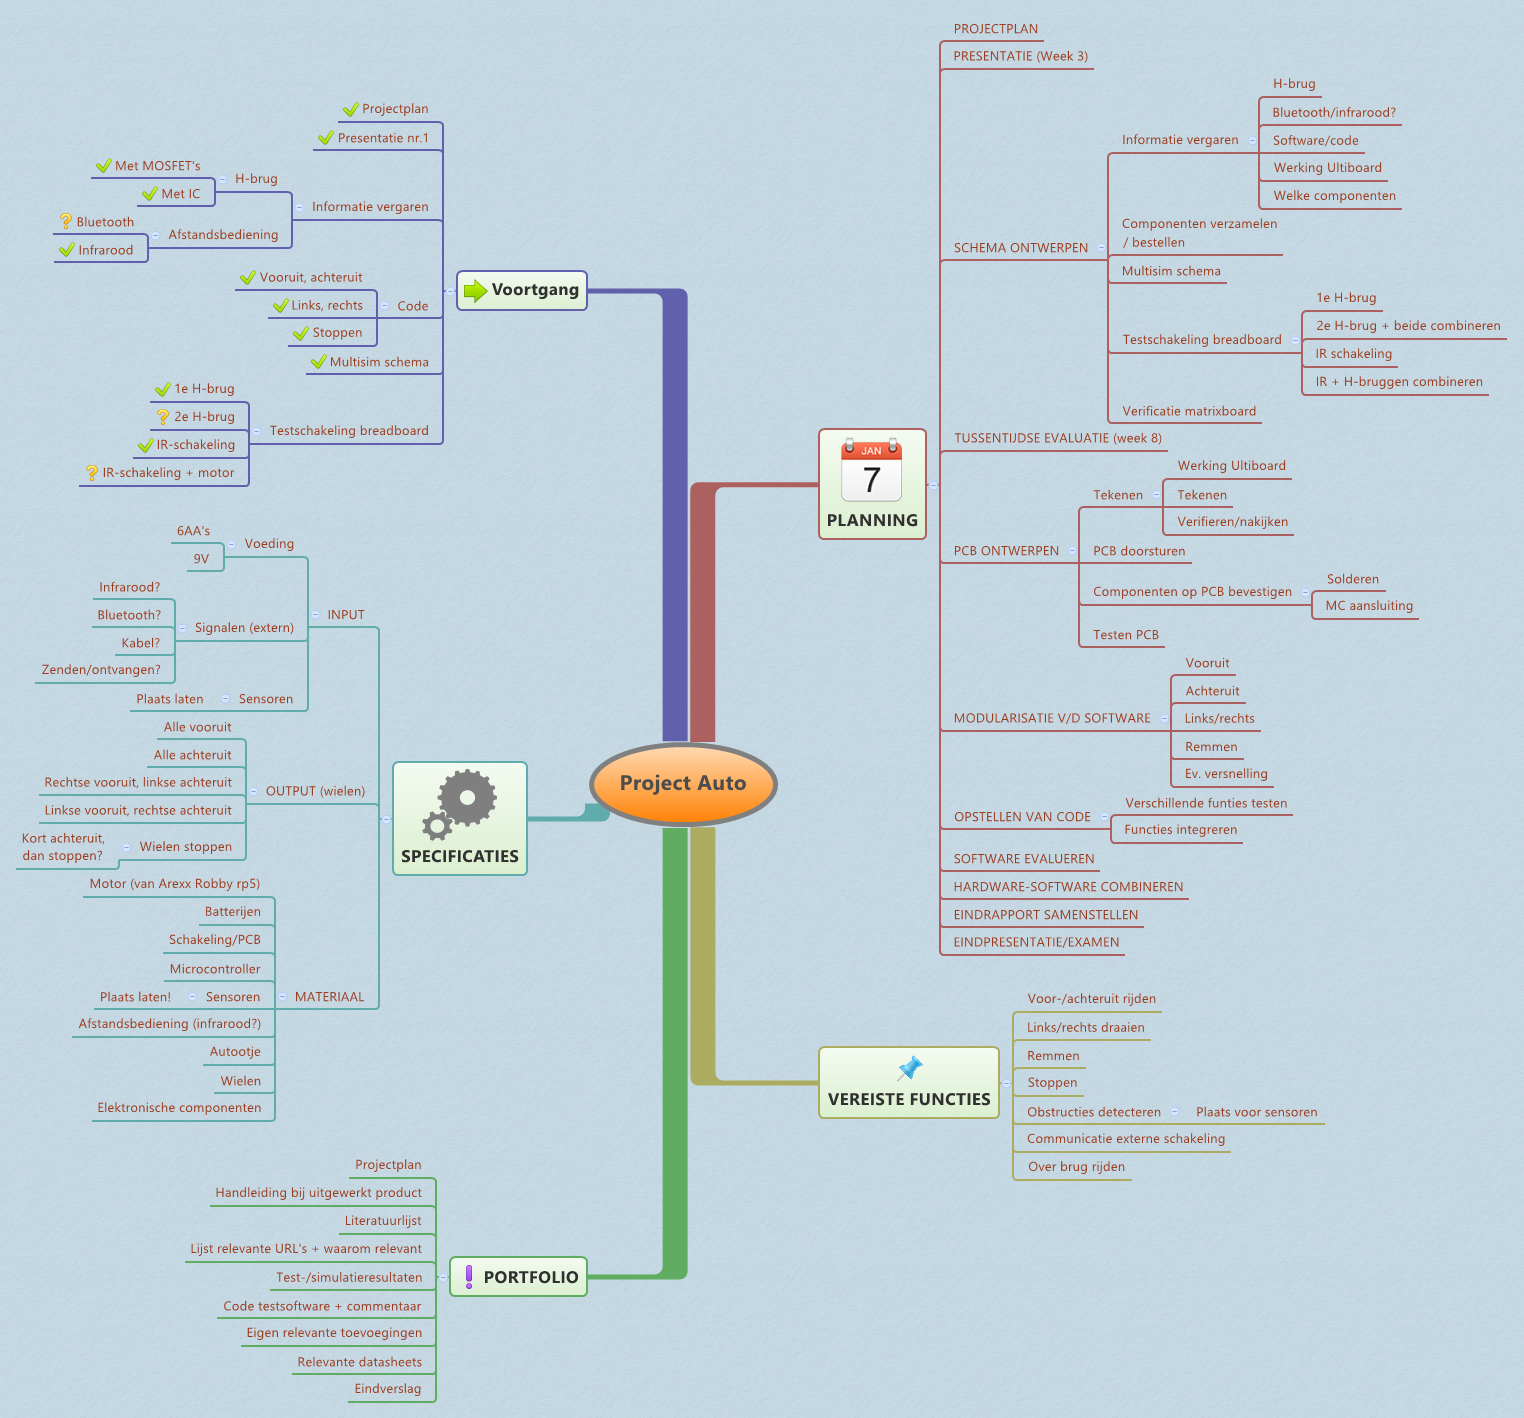 Project Auto
Voortgang
Projectplan
Presentatie nr.1
Informatie vergaren
H-brug
Met MOSFET's
Met IC
Afstandsbediening
Bluetooth
Infrarood
Code
Vooruit, achteruit
Links, rechts
Stoppen
Multisim schema
Testschakeling breadboard
1e H-brug
2e H-brug
IR-schakeling
IR-schakeling + motor
SPECIFICATIES
INPUT
Voeding
6AA's
9V
Signalen (extern)
Infrarood?
Bluetooth?
Kabel?
Zenden/ontvangen?
Sensoren
Plaats laten
OUTPUT (wielen)
Alle vooruit
Alle achteruit
Rechtse vooruit, linkse achteruit
Linkse vooruit, rechtse achteruit
Wielen stoppen
Kort achteruit,
dan stoppen?
MATERIAAL
Motor (van Arexx Robby rp5)
Batterijen
Schakeling/PCB
Microcontroller
Sensoren
Plaats laten!
Afstandsbediening (infrarood?)
Autootje
Wielen
Elektronische componenten
PORTFOLIO
Projectplan
Handleiding bij uitgewerkt product
Literatuurlijst
Lijst relevante URL's + waarom relevant
Test-/simulatieresultaten
Code testsoftware + commentaar
Eigen relevante toevoegingen
Relevante datasheets
Eindverslag
JAN
7
PLANNING
PROJECTPLAN
PRESENTATIE (Week 3)
SCHEMA ONTWERPEN
Informatie vergaren
H-brug
Bluetooth/infrarood?
Software/code
Werking Ultiboard
Welke componenten
Componenten verzamelen
/ bestellen
Multisim schema
Testschakeling breadboard
1e H-brug
2e H-brug + beide combineren
IR schakeling
IR + H-bruggen combineren
Verificatie matrixboard
TUSSENTIJDSE EVALUATIE (week 8)
PCB ONTWERPEN
Tekenen
Werking Ultiboard
Tekenen
Verifieren/nakijken
PCB doorsturen
Componenten op PCB bevestigen
Solderen
MC aansluiting
Testen PCB
MODULARISATIE V/D SOFTWARE
Vooruit
Achteruit
Links/rechts
Remmen
Ev. versnelling
OPSTELLEN VAN CODE
Verschillende funties testen
Functies integreren
SOFTWARE EVALUEREN
HARDWARE-SOFTWARE COMBINEREN
EINDRAPPORT SAMENSTELLEN
EINDPRESENTATIE/EXAMEN
VEREISTE FUNCTIES
Voor-/achteruit rijden
Links/rechts draaien
Remmen
Stoppen
Obstructies detecteren
Plaats voor sensoren
Communicatie externe schakeling
Over brug rijden